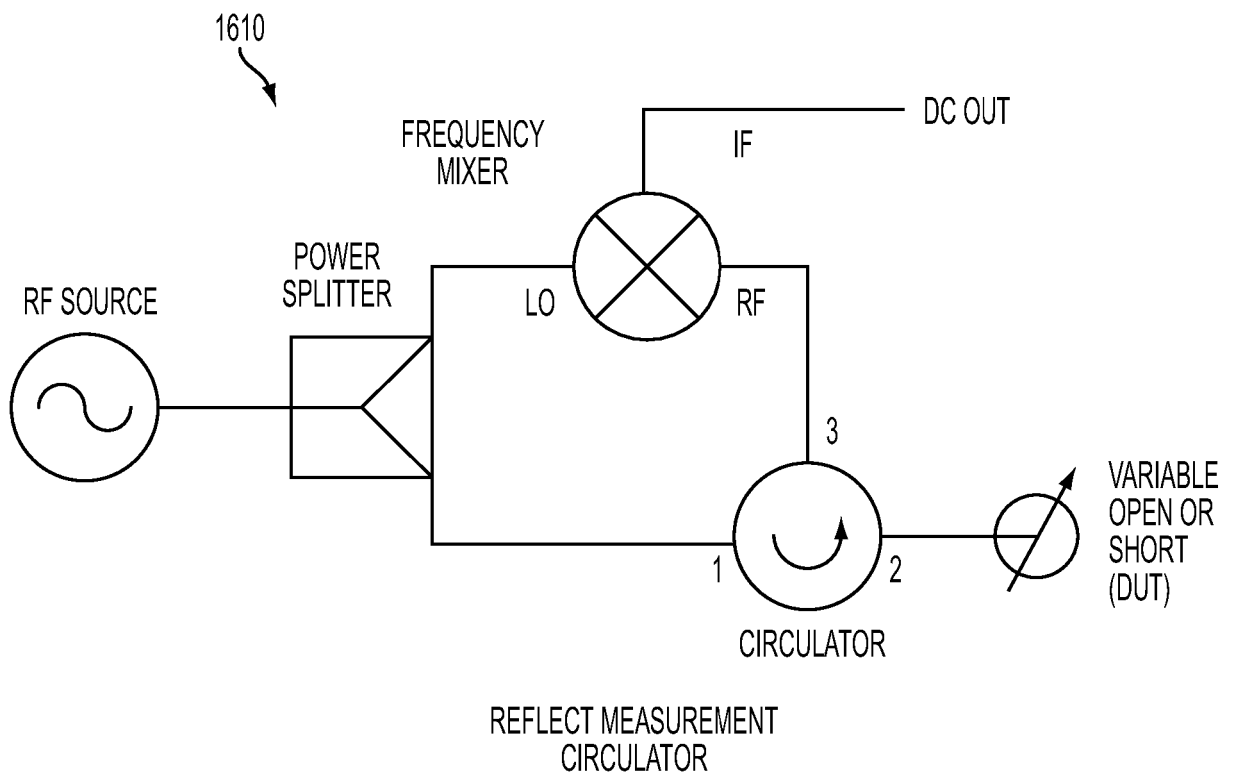 1610
FREQUENCY
MIXER
DC OUT
IF
POWER
SPLITTER
RF SOURCE
LO
RF
3
VARIABLE
OPEN OR
SHORT
(DUT)
1
2
CIRCULATOR
REFLECT MEASUREMENT
CIRCULATOR